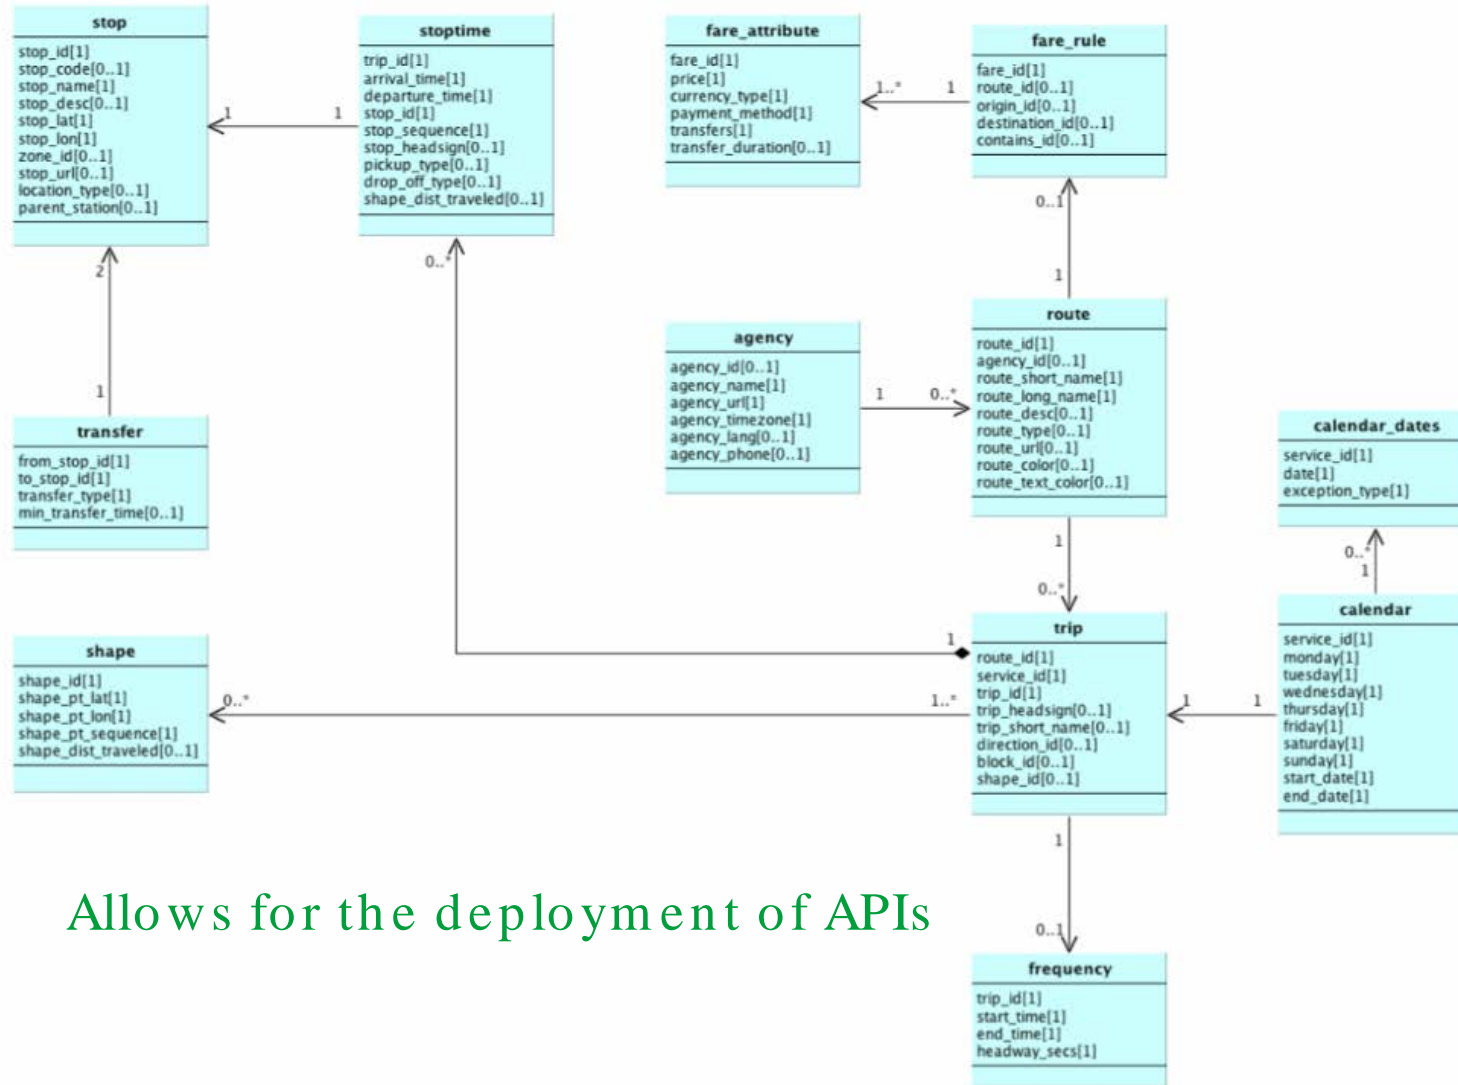 stop
stop_id[1]
stop_code[0..1]
stop_name[1]
stop_desc[0..1]
stop_lat[1]
stop_lon[1]
zone_id[0..1]
stop_url[0..1]
location_type[0..1]
parent_station[0..1]
1
1
stoptime
trip_id[1]
arrival_time[1]
departure_time[1]
stop_id[1]
stop_sequence[1]
stop_headsign[0..1]
pickup_type[0..1]
drop_off_type[0..1]
shape_dist_traveled[0..1]
fare_attribute
fare_id[1]
price[1]
currency_type[1]
payment_method[1]
transfers[1]
transfer_duration[0..1]
1..*
1
fare_rule
fare_id[1]
route_id[0..1]
origin_id[0..1]
destination_id[0..1]
contains_id[0..1]
2
1
0..*
0..1
1
transfer
from_stop_id[1]
to_stop_id[1]
transfer_type[1]
min_transfer_time[0..1]
agency
agency_id[0..1]
agency_name[1]
agency_url[1]
agency_timezone[1]
agency_lang[0..1]
agency_phone[0..1]
1
0..*
route
route_id[1]
agency_id[0..1]
route_short_name[1]
route_long_name[1]
route_desc[0..1]
route_type[0..1]
route_url[0..1]
route_color[0..1]
route_text_color[0..1]
calendar_dates
service_id[1]
date[1]
exception_type[1]
0..*
1
1
0..*
shape
shape_id[1]
shape_pt_lat[1]
shape_pt_lon[1]
shape_pt_sequence[1]
shape_dist_traveled[0..1]
0..*
1
1..*
trip
route_id[1]
service_id[1]
trip_id[1]
trip_headsign[0..1]
trip_short_name[0..1]
direction_id[0..1]
block_id[0..1]
shape_id[0..1]
1
1
calendar
service_id[1]
monday[1]
tuesday[1]
wednesday[1]
thursday[1]
friday[1]
saturday[1]
sunday[1]
start_date[1]
end_date[1]
1
0..1
Allows for the deployment of APIs
frequency
trip_id[1]
start_time[1]
end_time[1]
headway_secs[1]